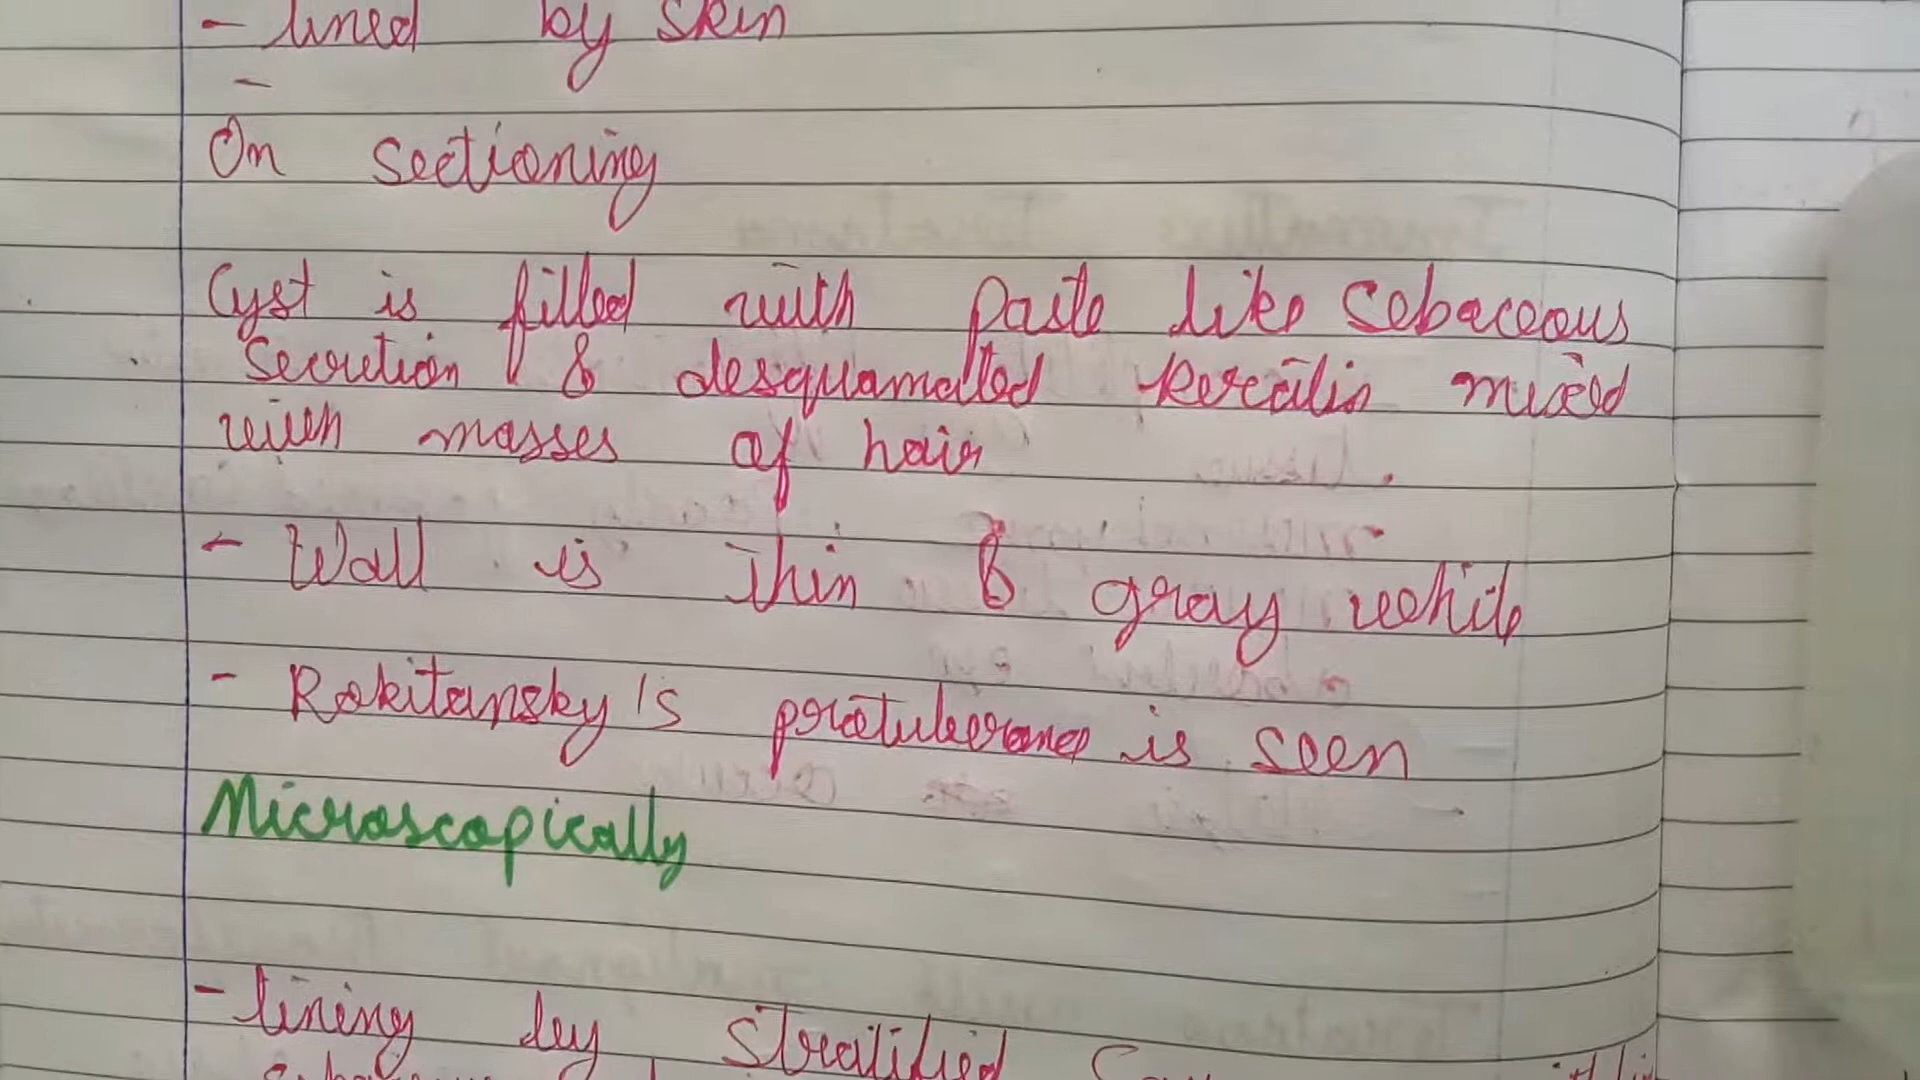 - lined by skin
-
On sectioning
Cyst is filled with paste like sebaceous
secretion & desquamatted keratin mixed
with masses of hair
- Wall is thin & gray white
- Rokitansky's protuberance is seen
Microscopically
- lining by stratified